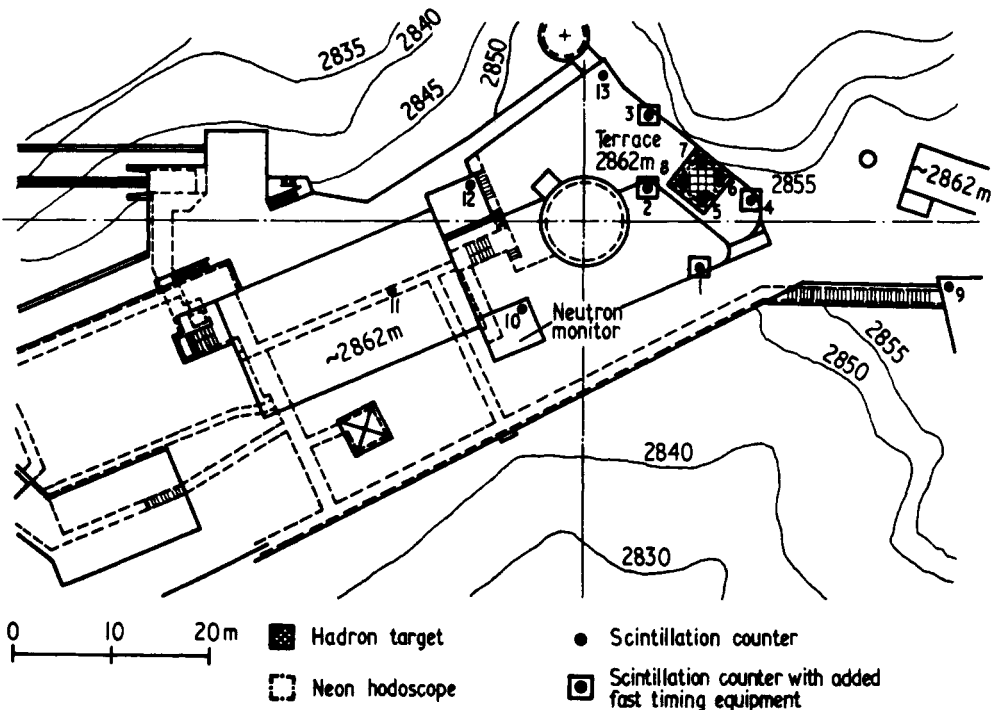 2835
2840
2845
2850
13
3
Terrace
2862m
7
8
6
2
5
4
2855
~2862m
12
11
~2862m
10
Neutron
monitor
9
2855
2850
2840
2830
0 10 20m
Hadron target
Scintillation counter
Neon hodoscope
Scintillation counter with added
fast timing equipment